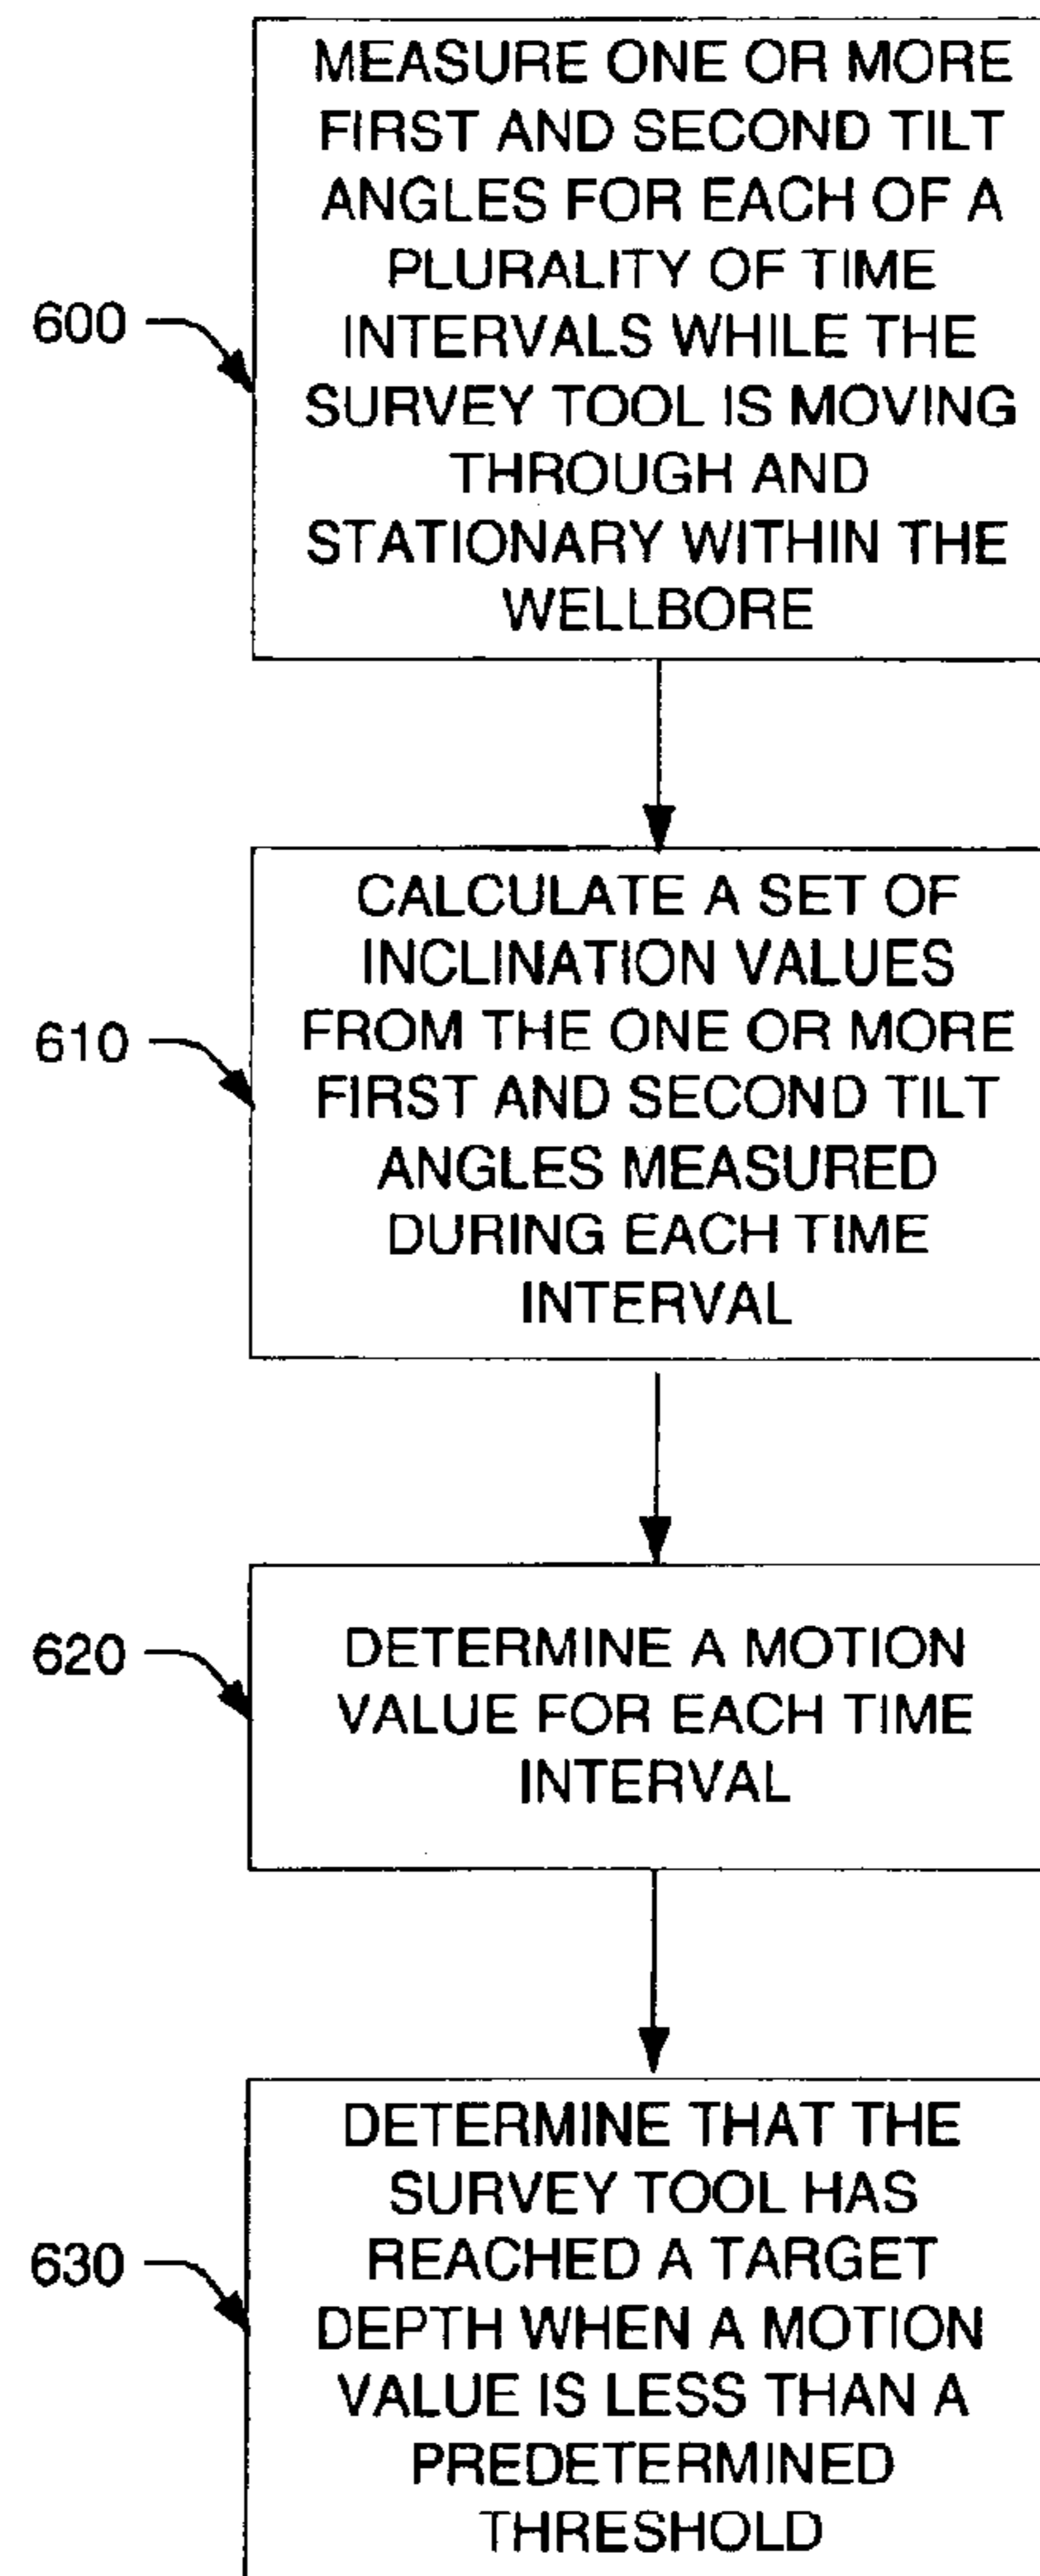 MEASURE ONE OR MORE
FIRST AND SECOND TILT
ANGLES FOR EACH OF A
PLURALITY OF TIME
INTERVALS WHILE THE
SURVEY TOOL IS MOVING
THROUGH AND
STATIONARY WITHIN THE
WELLBORE
600
CALCULATE A SET OF
INCLINATION VALUES
FROM THE ONE OR MORE
FIRST AND SECOND TILT
ANGLES MEASURED
DURING EACH TIME
INTERVAL
610
DETERMINE A MOTION
VALUE FOR EACH TIME
INTERVAL
620
DETERMINE THAT THE
SURVEY TOOL HAS
REACHED A TARGET
DEPTH WHEN A MOTION
VALUE IS LESS THAN A
PREDETERMINED
THRESHOLD
630